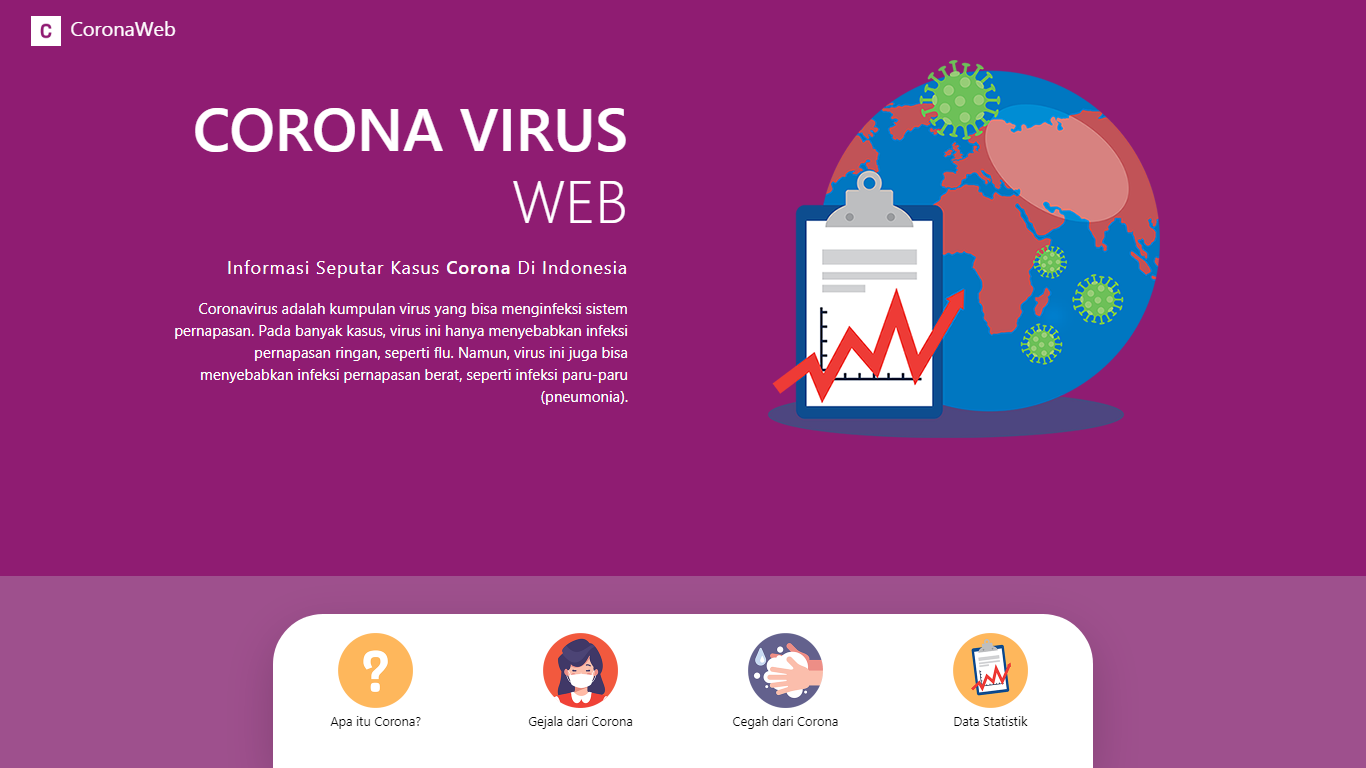 C CoronaWeb
CORONA VIRUS
WEB
Informasi Seputar Kasus Corona Di Indonesia
Coronavirus adalah kumpulan virus yang bisa menginfeksi sistem
pernapasan. Pada banyak kasus, virus ini hanya menyebabkan infeksi
pernapasan ringan, seperti flu. Namun, virus ini juga bisa
menyebabkan infeksi pernapasan berat, seperti infeksi paru-paru
(pneumonia).
?
Apa itu Corona?
Gejala dari Corona
Cegah dari Corona
Data Statistik